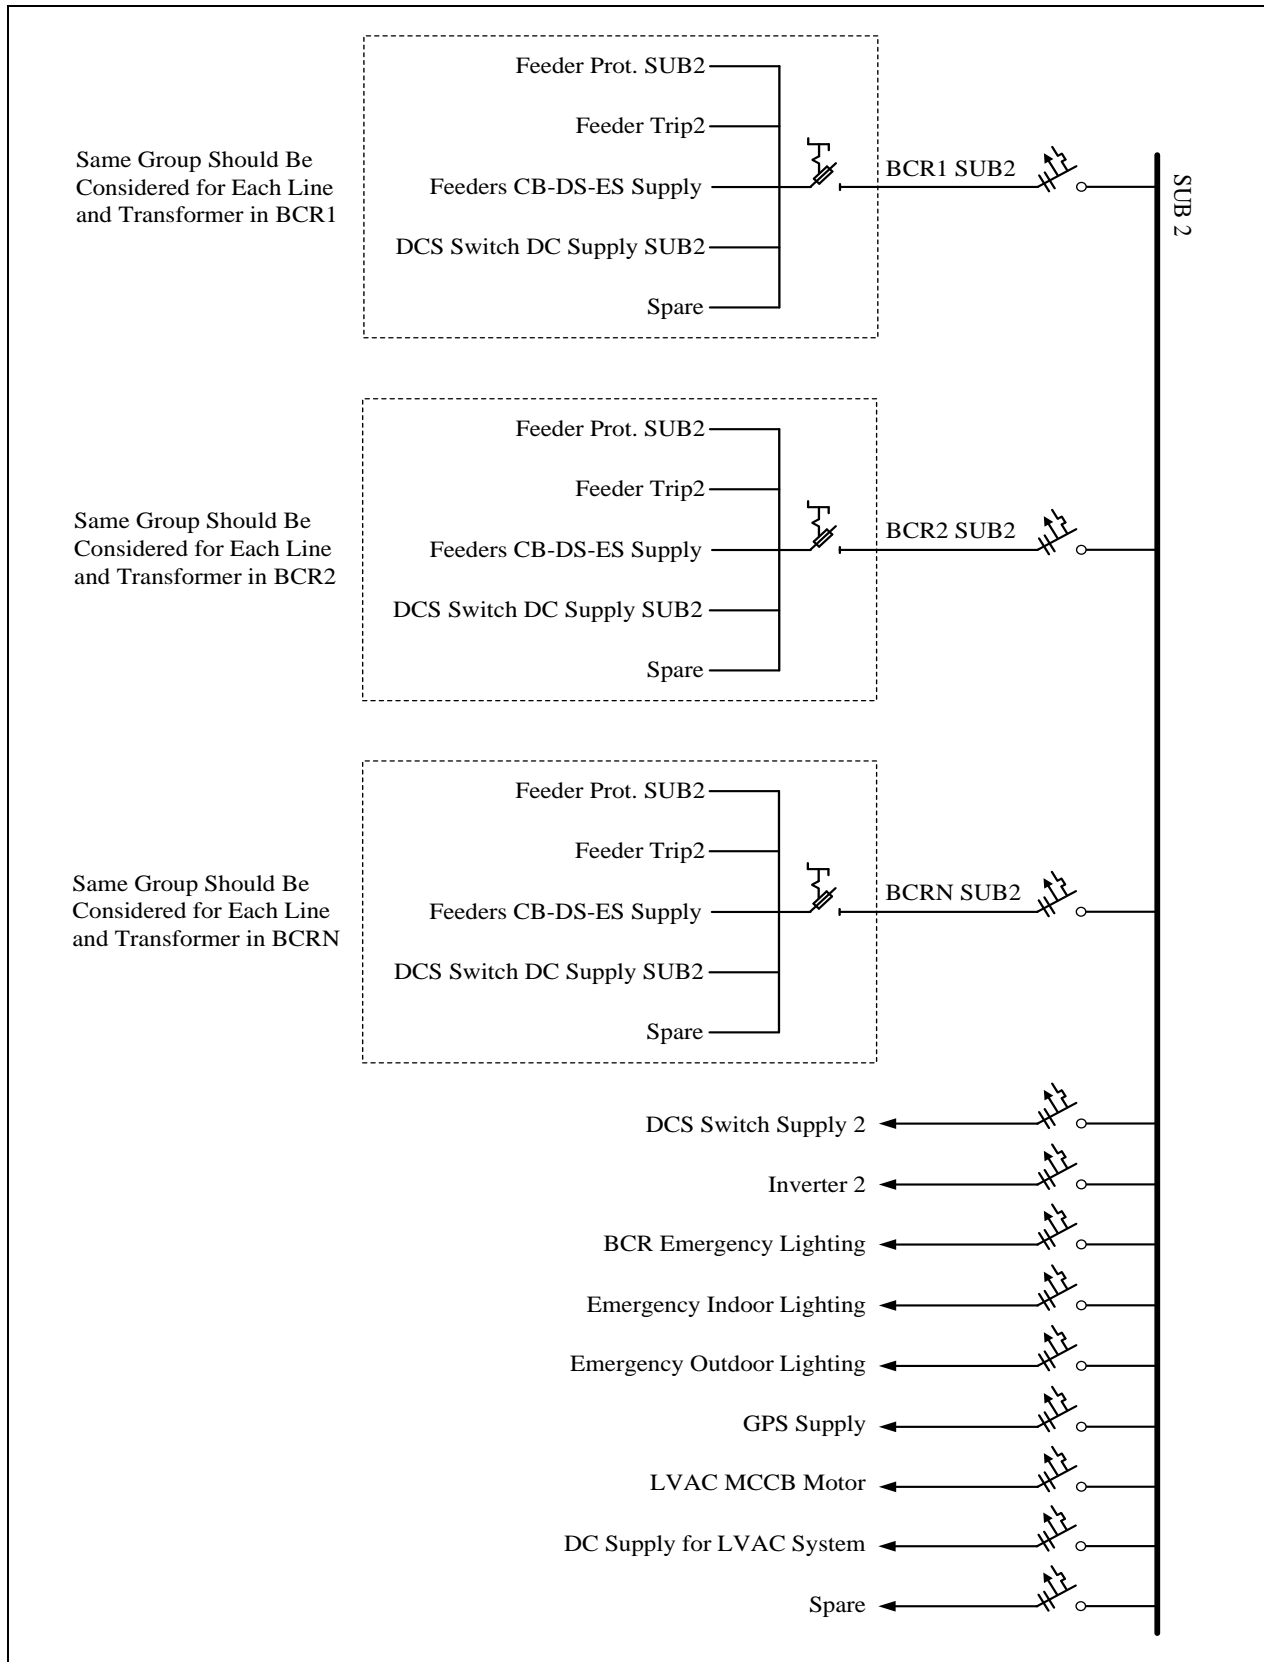 Feeder Prot. SUB2
Feeder Trip2
Same Group Should Be
Considered for Each Line
and Transformer in BCR1
Feeders CB-DS-ES Supply
BCR1 SUB2
SUB 2
DCS Switch DC Supply SUB2
Spare
Feeder Prot. SUB2
Feeder Trip2
Same Group Should Be
Considered for Each Line
and Transformer in BCR2
Feeders CB-DS-ES Supply
BCR2 SUB2
DCS Switch DC Supply SUB2
Spare
Feeder Prot. SUB2
Feeder Trip2
Same Group Should Be
Considered for Each Line
and Transformer in BCRN
Feeders CB-DS-ES Supply
BCRN SUB2
DCS Switch DC Supply SUB2
Spare
DCS Switch Supply 2
Inverter 2
BCR Emergency Lighting
Emergency Indoor Lighting
Emergency Outdoor Lighting
GPS Supply
LVAC MCCB Motor
DC Supply for LVAC System
Spare